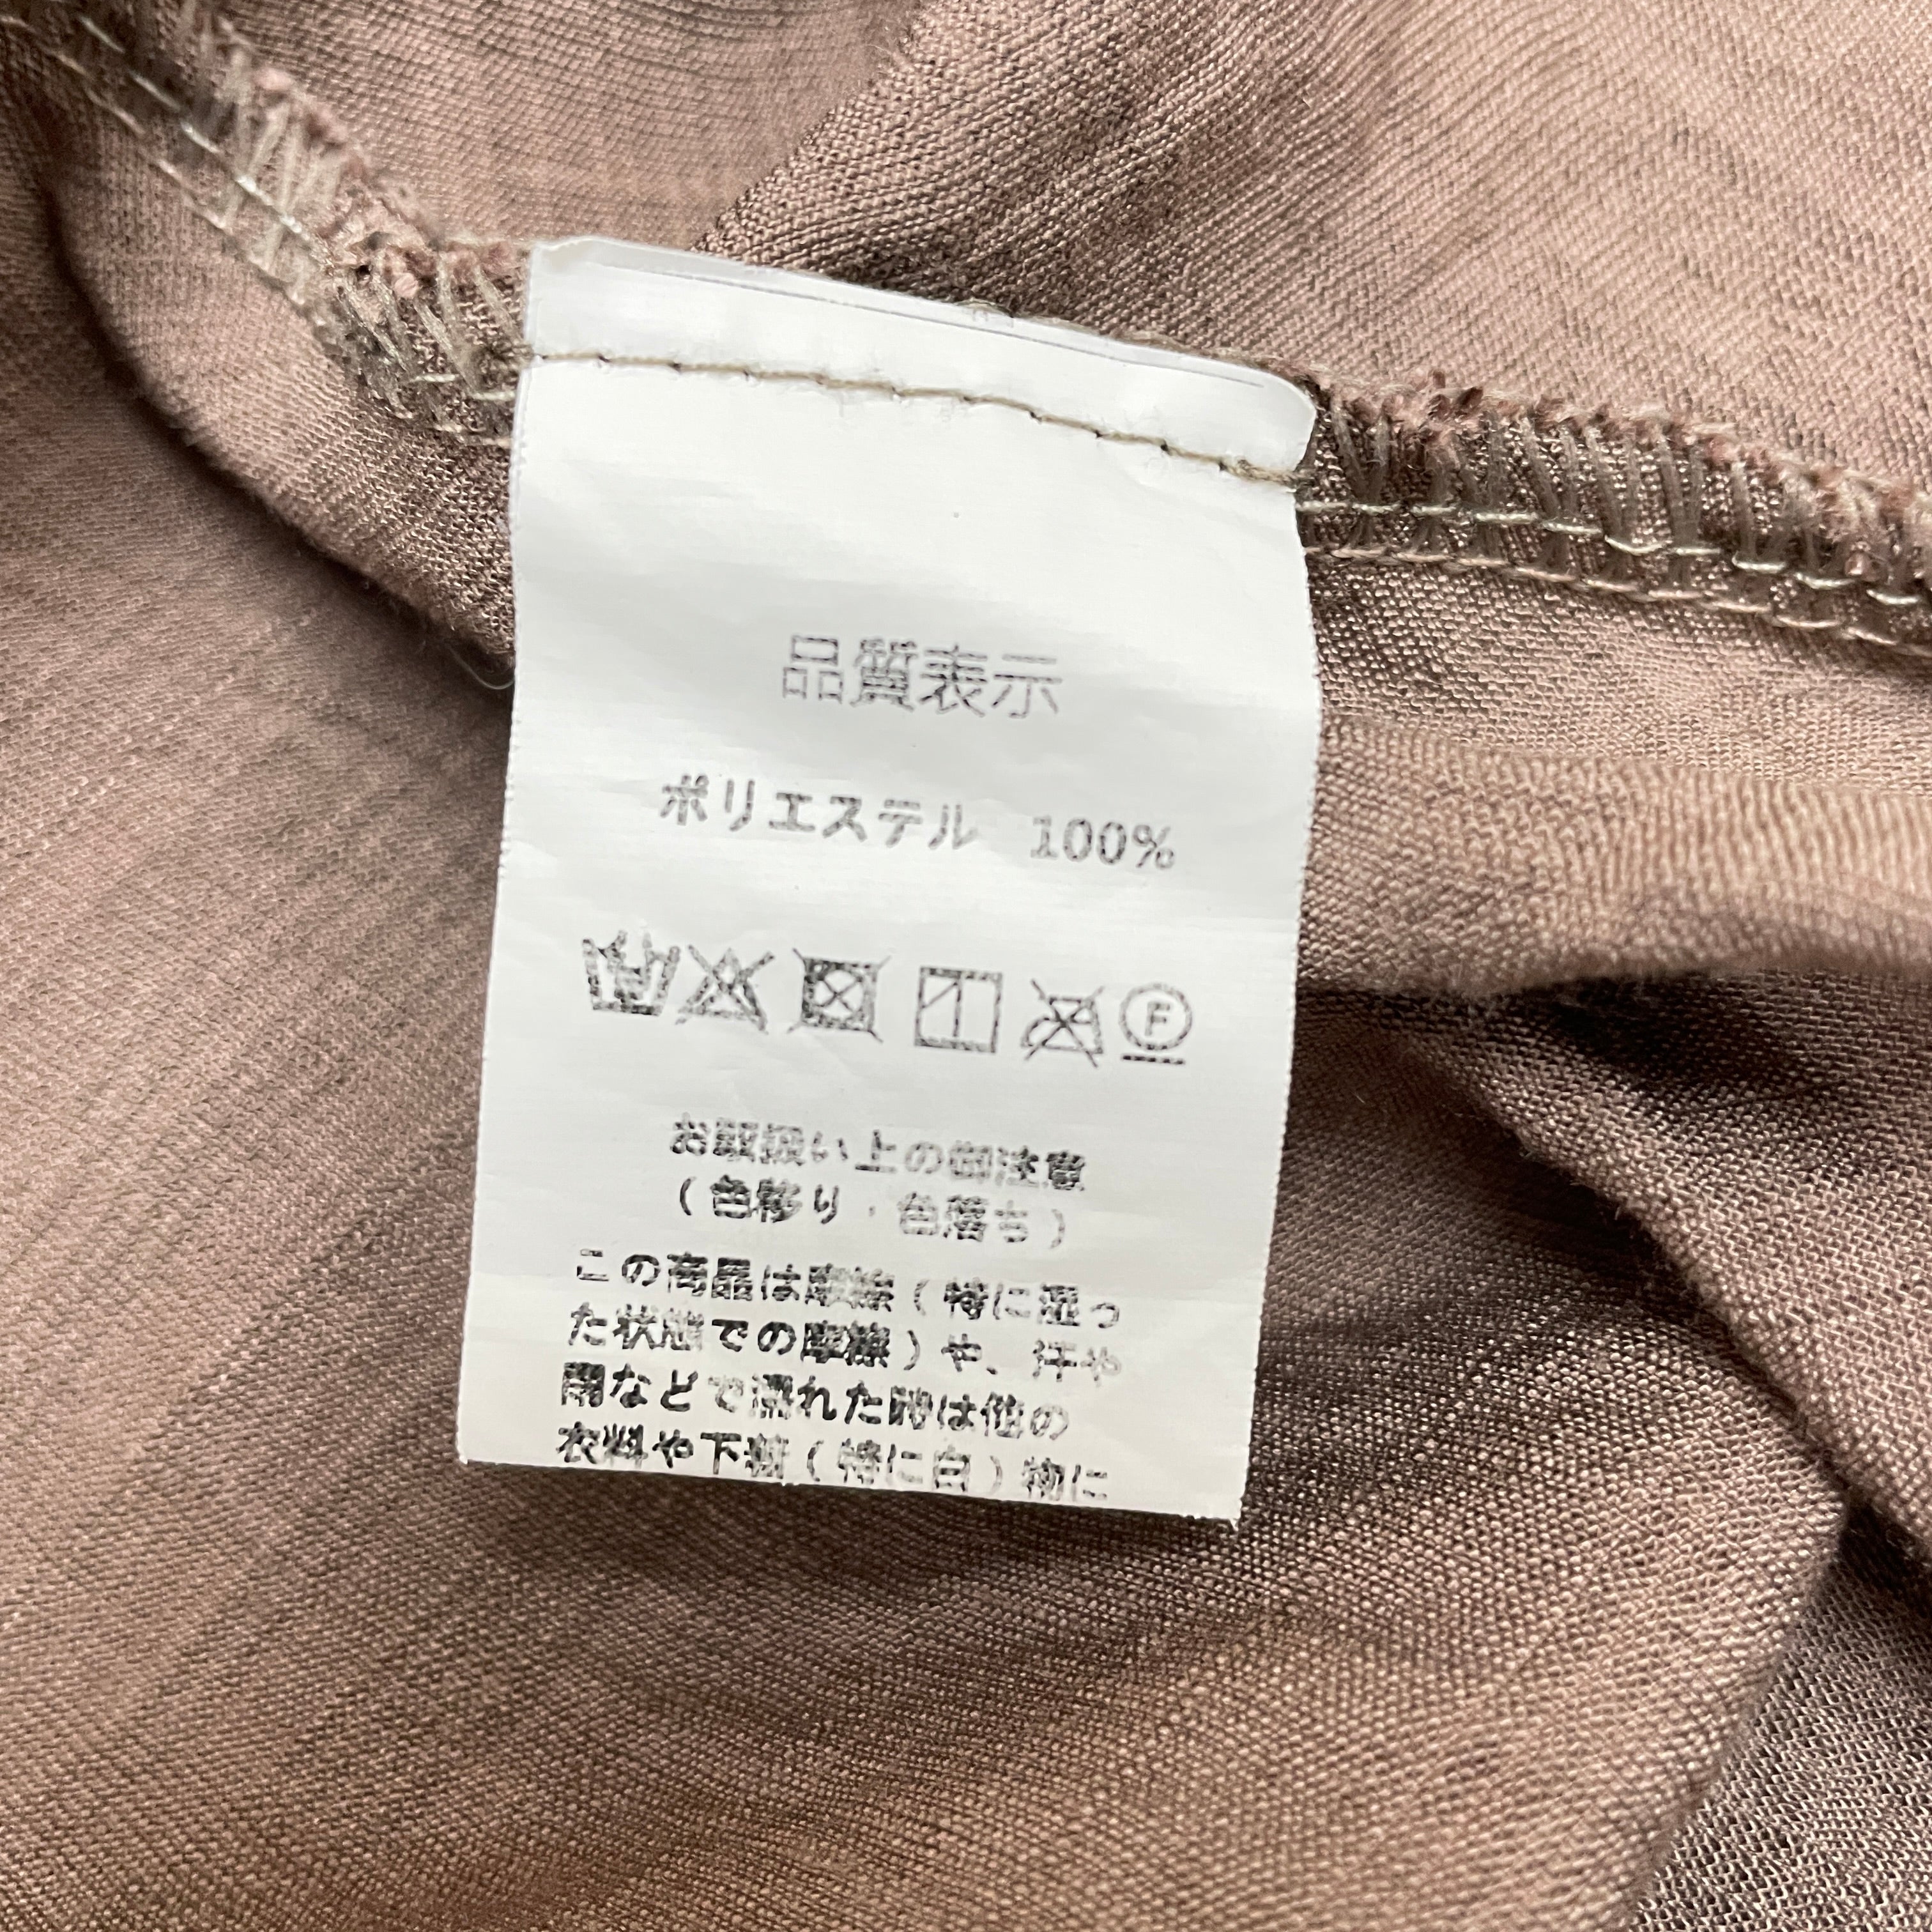 品質表示
ポリエステル 100%
F
お取扱い上の御注意
(色移り・色落ち)
この商品は摩擦(特に湿っ
た状態での摩擦)や、汗や
雨などで濡れた時は他の
衣料や下着(特に白)物に